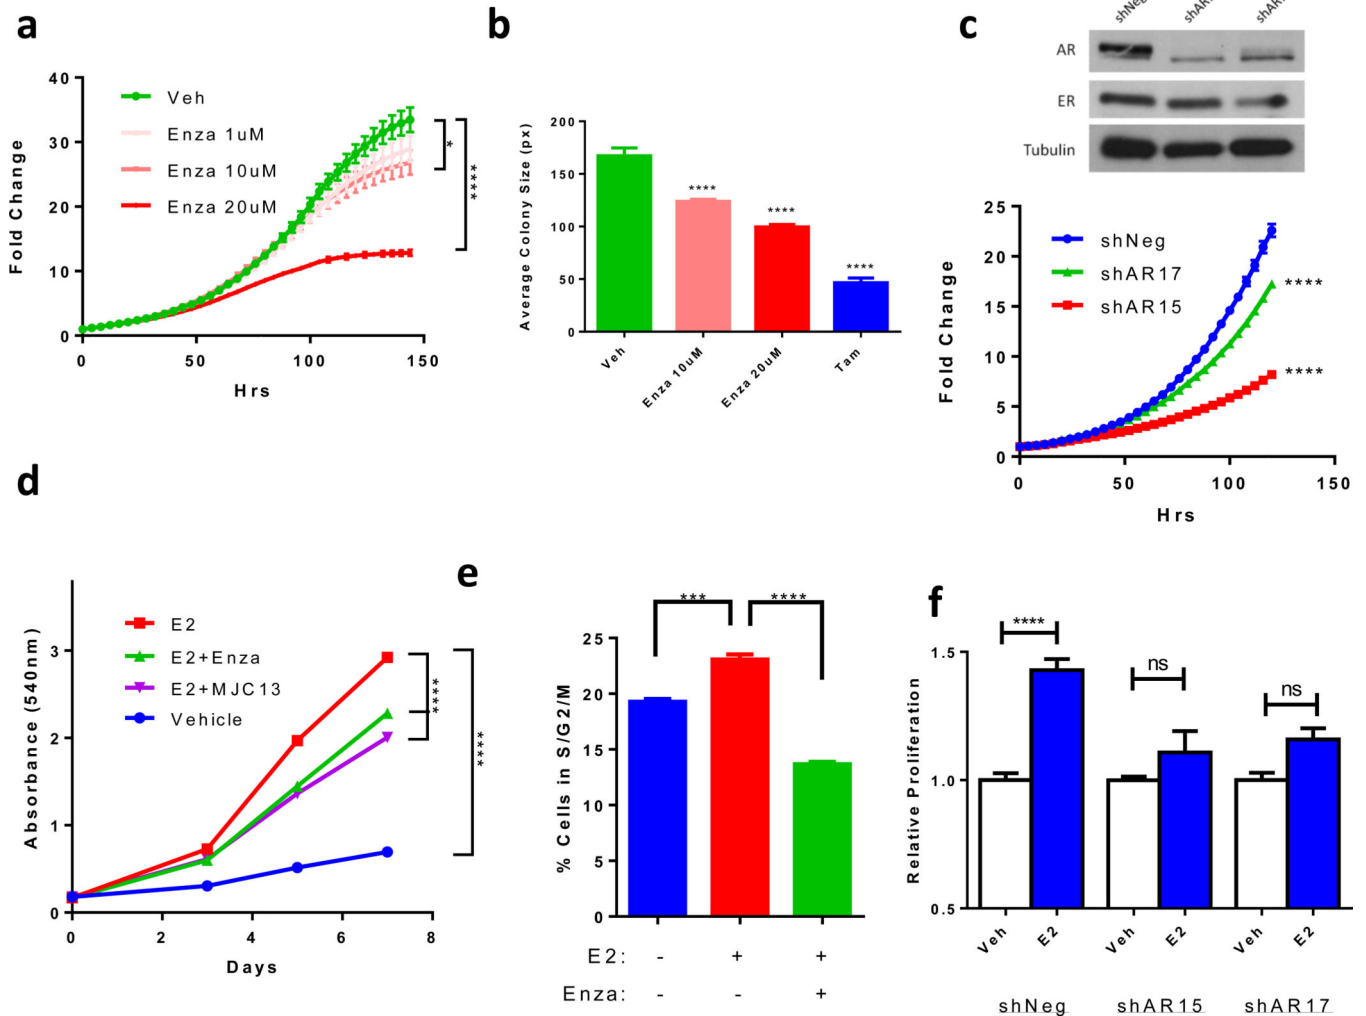 a
40
30
20
10
0
Fold Change
0
50
100
150
Hrs
Veh
Enza 1uM
Enza 10uM
Enza 20uM
*
****
b
200
150
100
50
0
Average Colony Size (px)
****
****
****
Veh
Enza 10uM
Enza 20uM
Tam
c
AR
ER
Tubulin
25
20
15
10
5
0
Fold Change
shNeg
shAR17
shAR15
****
****
0
50
100
150
Hrs
d
3
2
1
0
Absorbance (540nm)
E2
E2+Enza
E2+MJC13
Vehicle
****
****
0
2
4
6
8
Days
e
*** ****
25
20
15
10
5
0
% Cells in S/G2/M
E2: - + +
Enza: - - +
f
1.5
1.0
0.5
Relative Proliferation
****
ns
ns
Veh
E2
Veh
E2
Veh
E2
shNeg
shAR15
shAR17